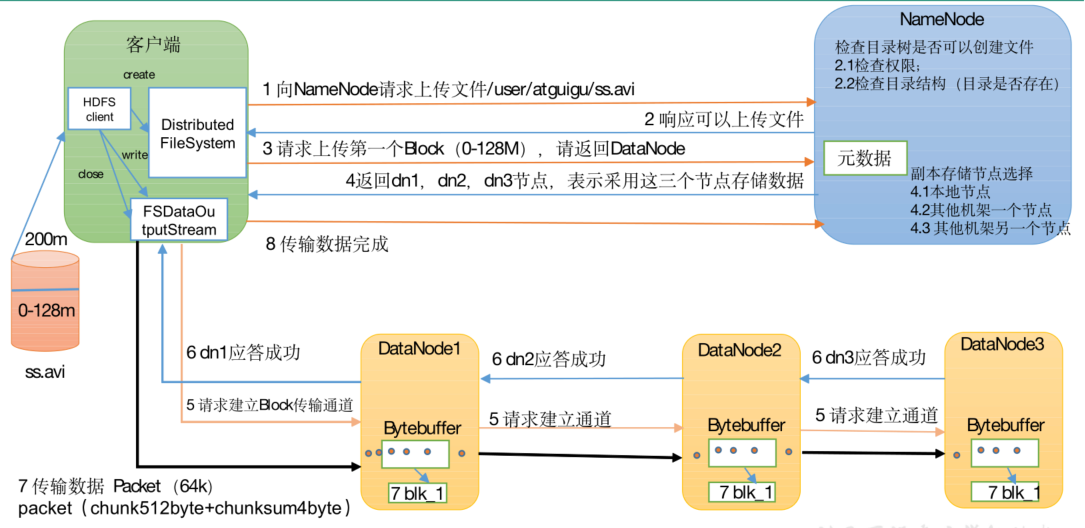 客户端
create
HDFS
client
Distributed
FileSystem
write
close
FSDataOu
tputStream
200m
0-128m
ss.avi
1 向NameNode请求上传文件/user/atguigu/ss.avi
2 响应可以上传文件
3 请求上传第一个Block（0-128M），请返回DataNode
4返回dn1，dn2，dn3节点，表示采用这三个节点存储数据
8 传输数据完成
NameNode
检查目录树是否可以创建文件
2.1检查权限;
2.2检查目录结构（目录是否存在）
元数据
副本存储节点选择
4.1本地节点
4.2其他机架一个节点
4.3 其他机架另一个节点
6 dn1应答成功
5 请求建立Block传输通道
DataNode1
Bytebuffer
7 blk_1
6 dn2应答成功
5 请求建立通道
DataNode2
Bytebuffer
7 blk_1
6 dn3应答成功
5 请求建立通道
DataNode3
Bytebuffer
7 blk_1
7 传输数据 Packet（64k）
packet（chunk512byte+chunksum4byte）